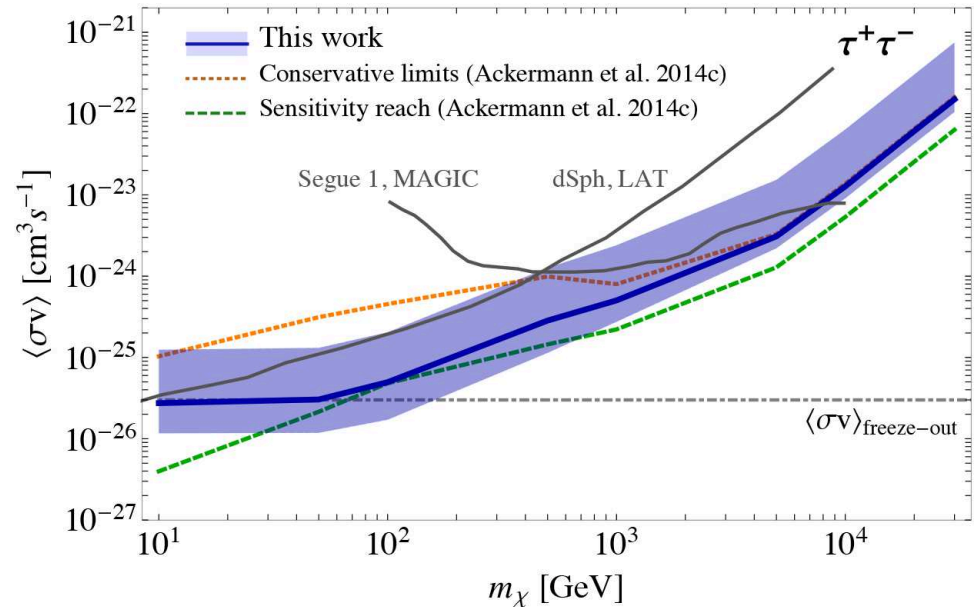 10⁻²¹
10⁻²²
10⁻²³
10⁻²⁴
10⁻²⁵
10⁻²⁶
10⁻²⁷
⟨σv⟩ [cm³s⁻¹]
This work
Conservative limits (Ackermann et al. 2014c)
Sensitivity reach (Ackermann et al. 2014c)
τ⁺τ⁻
Segue 1, MAGIC
dSph, LAT
⟨σv⟩freeze−out
10¹
10²
10³
10⁴
mχ [GeV]